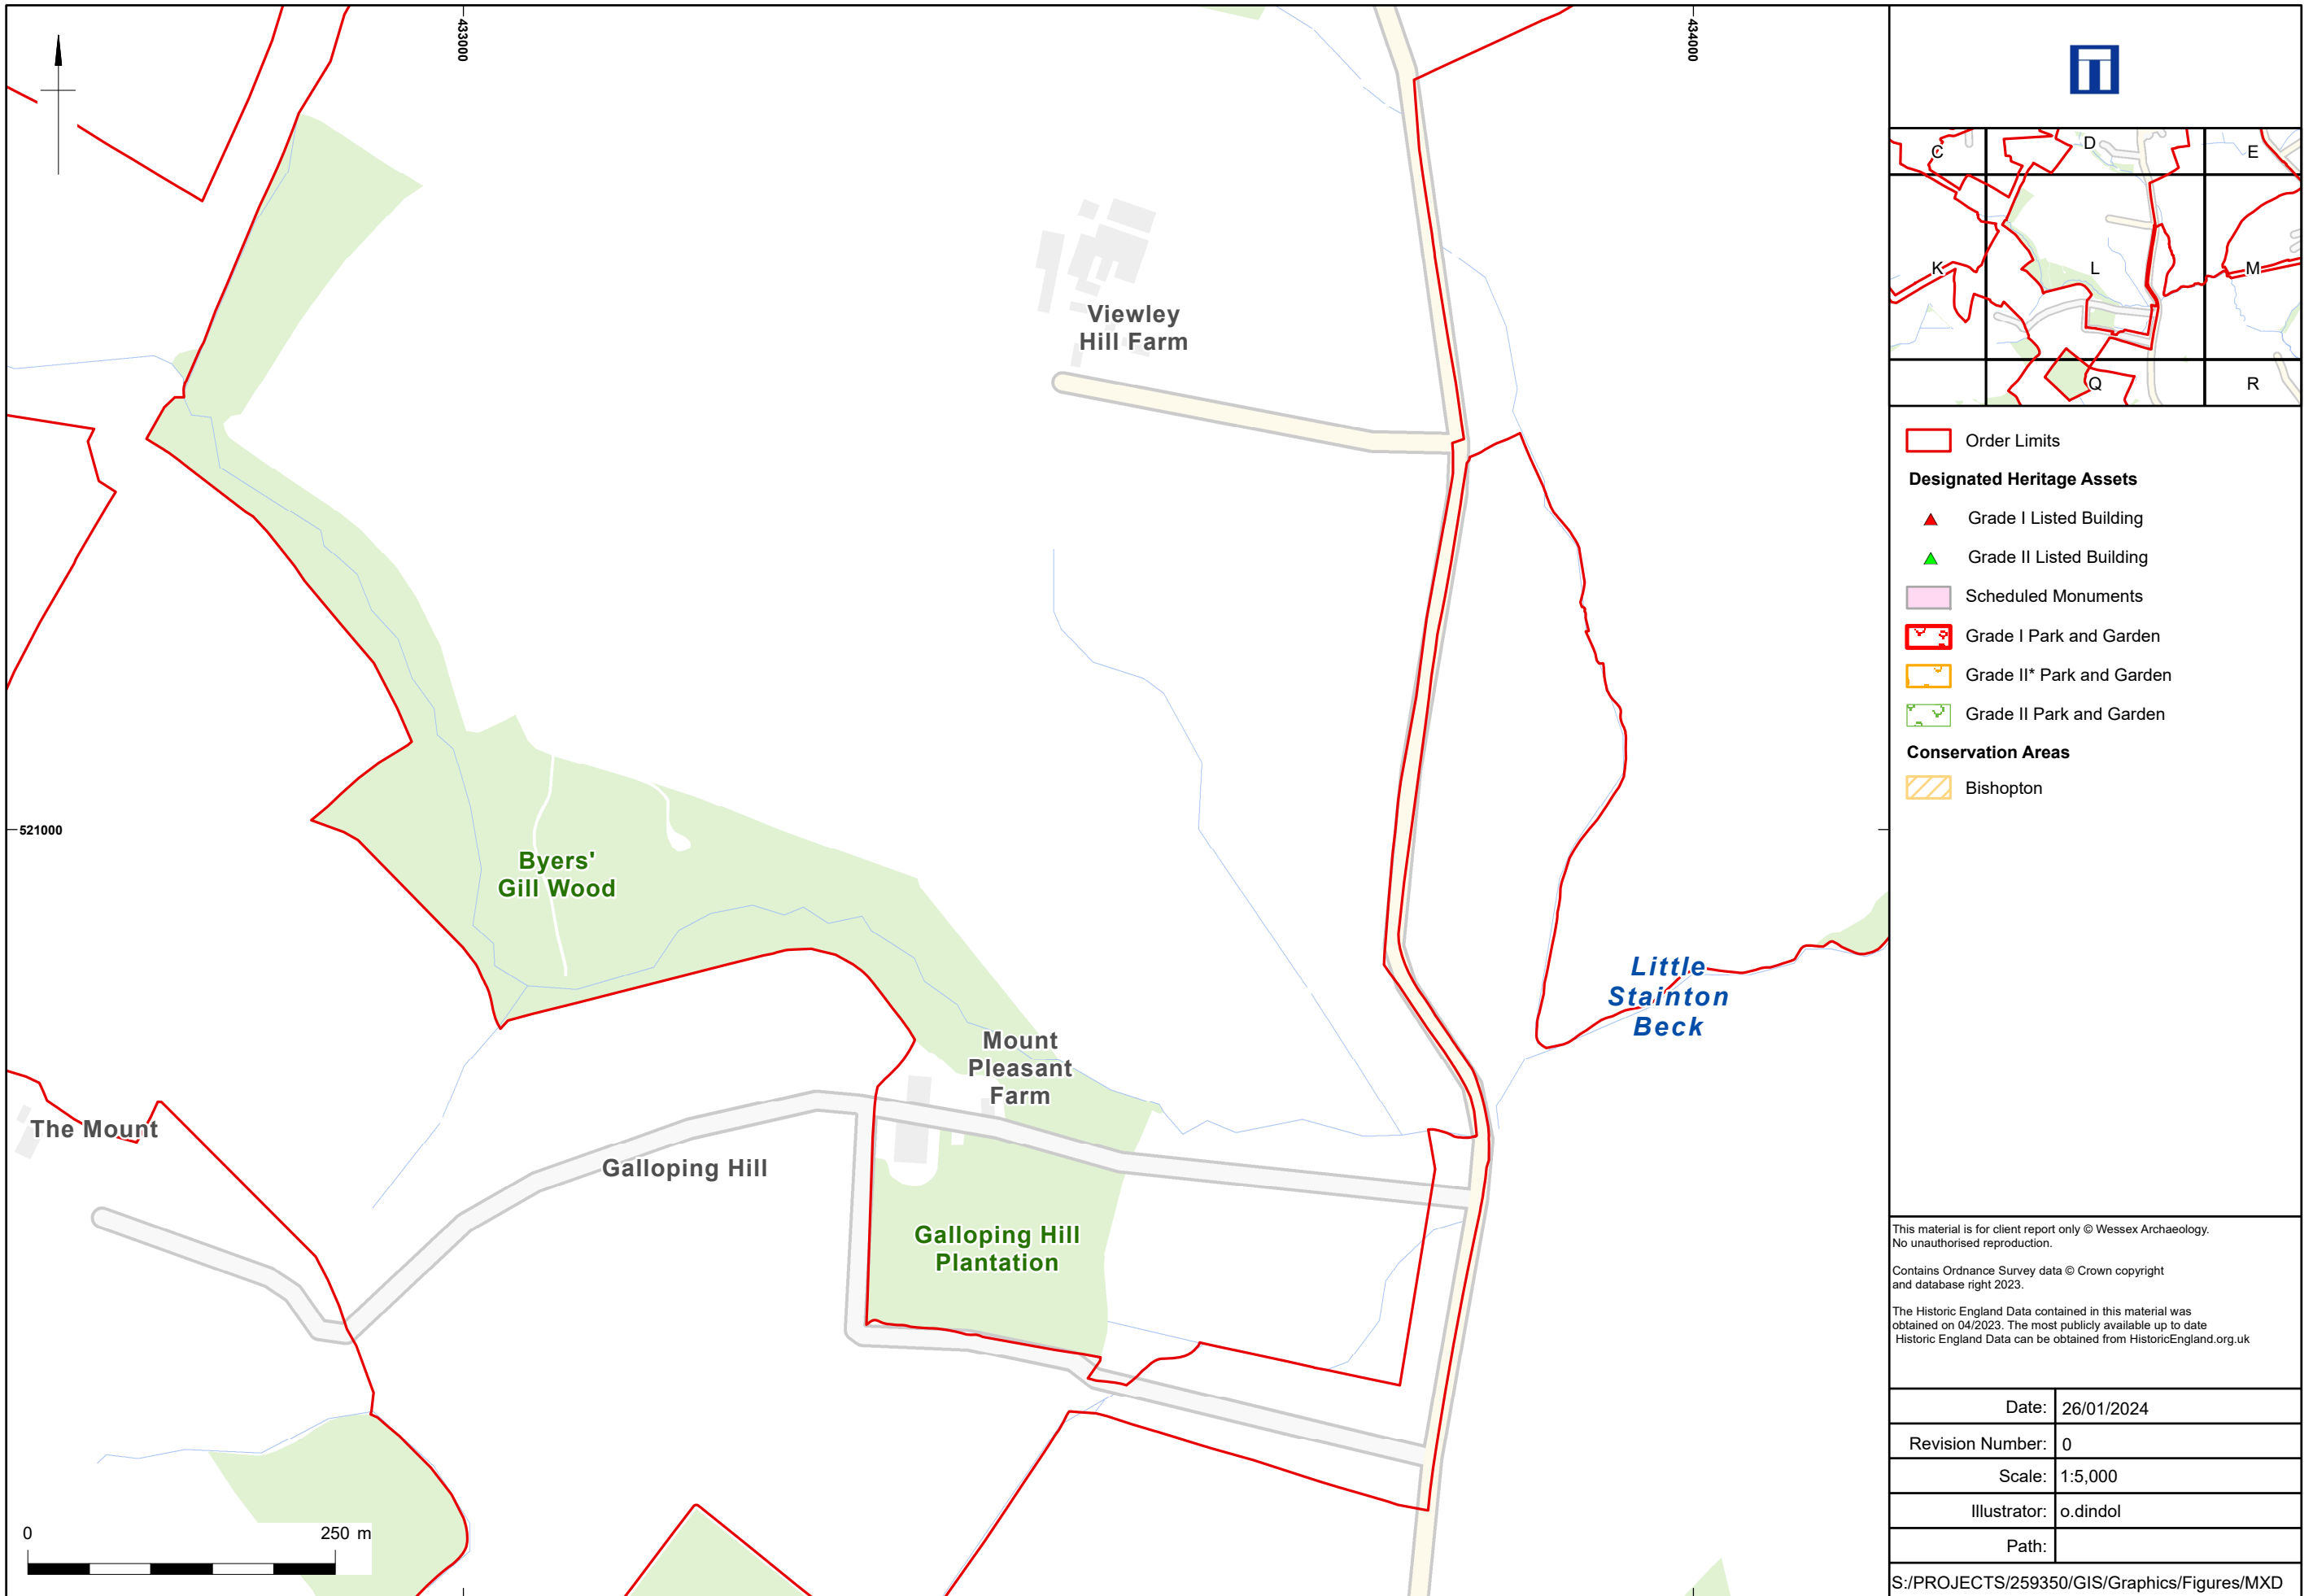 433000
434000
521000
Viewley
Hill Farm
Byers'
Gill Wood
Little
Stainton
Beck
Mount
Pleasant
Farm
The Mount
Galloping Hill
Galloping Hill
Plantation
0 250 m
C D E
K L M
Q R
Order Limits
Designated Heritage Assets
Grade I Listed Building
Grade II Listed Building
Scheduled Monuments
Grade I Park and Garden
Grade II* Park and Garden
Grade II Park and Garden
Conservation Areas
Bishopton
This material is for client report only © Wessex Archaeology.
No unauthorised reproduction.
Contains Ordnance Survey data © Crown copyright
and database right 2023.
The Historic England Data contained in this material was
obtained on 04/2023. The most publicly available up to date
Historic England Data can be obtained from HistoricEngland.org.uk
Date: 26/01/2024
Revision Number: 0
Scale: 1:5,000
Illustrator: o.dindol
Path:
S:/PROJECTS/259350/GIS/Graphics/Figures/MXD